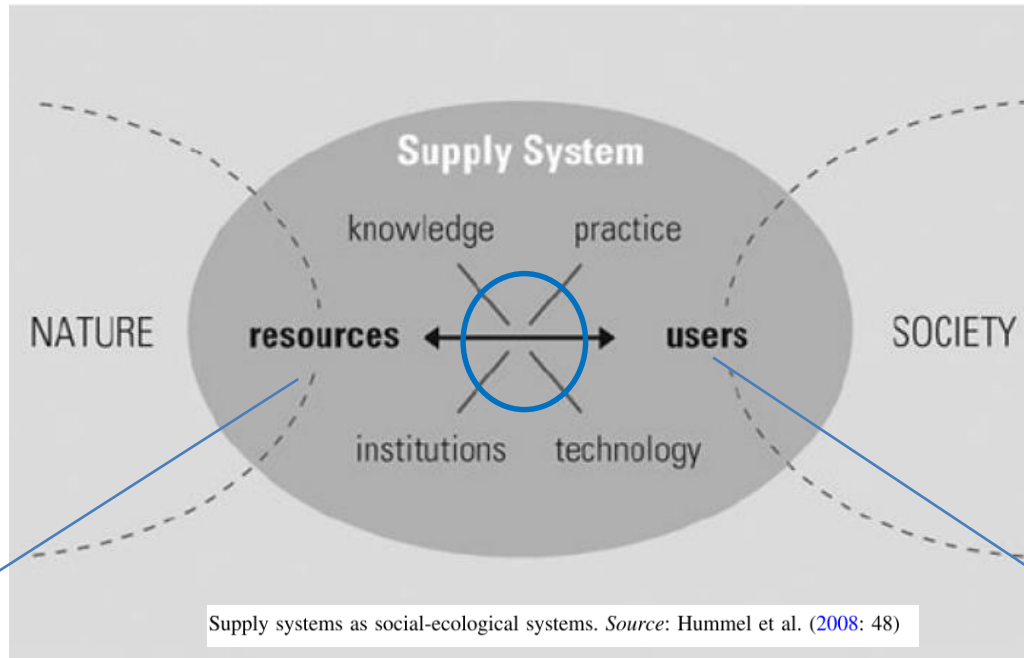 Supply System
knowledge practice
NATURE resources users SOCIETY
institutions technology
Supply systems as social-ecological systems. Source: Hummel et al. (2008: 48)